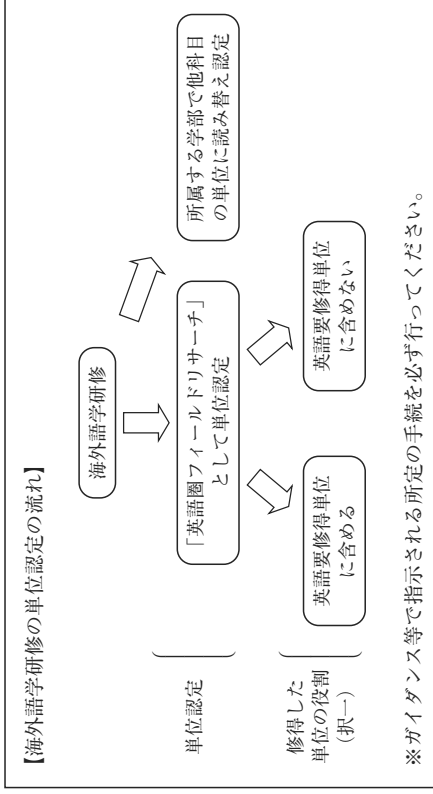 【海外語学研修の単位認定の流れ】
海外語学研修
単位認定
「英語圏フィールドリサーチ」
として単位認定
所属する学部で他科目
の単位に読み替え認定
修得した
単位の役割
(択一)
英語要修得単位
に含める
英語要修得単位
に含めない
※ガイダンス等で指示される所定の手続を必ず行ってください。